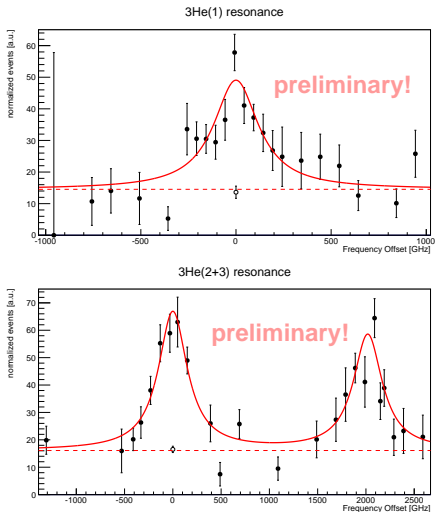 3He(1) resonance
normalized events [a.u.]
60
50
40
30
20
10
0
preliminary!
-1000 -500 0 500 1000
Frequency Offset [GHz]
3He(2+3) resonance
normalized events [a.u.]
70
60
50
40
30
20
10
0
preliminary!
-1000 -500 0 500 1000 1500 2000 2500
Frequency Offset [GHz]